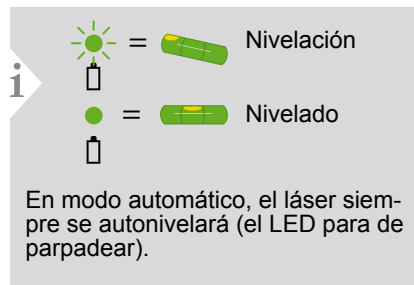 i
= Nivelación
= Nivelado
En modo automático, el láser siem-
pre se autonivelará (el LED para de
parpadear).